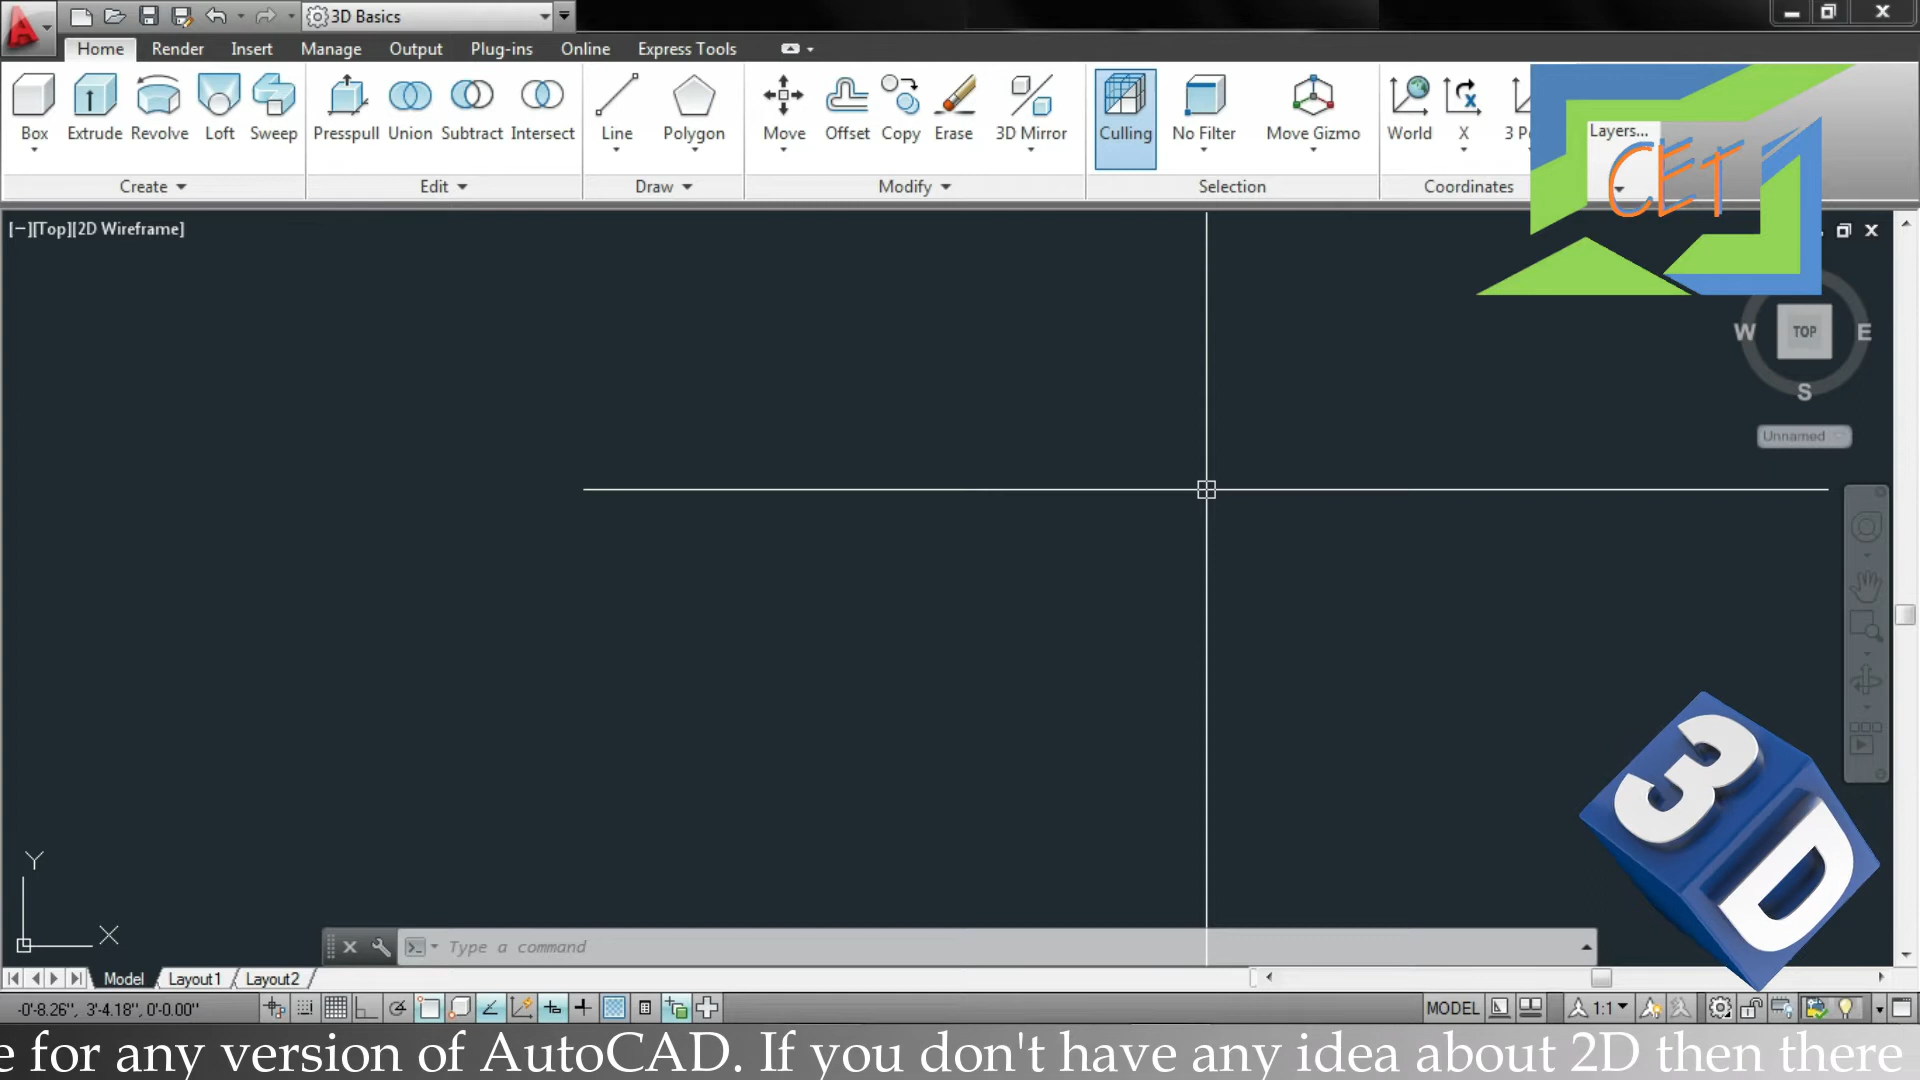 3D Basics
Home Render Insert Manage Output Plug-ins Online Express Tools
Box Extrude Revolve Loft Sweep Presspull Union Subtract Intersect Line Polygon Move Offset Copy Erase 3D Mirror Culling No Filter Move Gizmo World X 3 P Layers...
CET
Create Edit Draw Modify Selection Coordinates
[−][Top][2D Wireframe]
W TOP E
S
Unnamed
3D
Y
X
Type a command
Model Layout1 Layout2
-0'-8.26", 3'-4.18", 0'-0.00" MODEL 1:1
e for any version of AutoCAD. If you don't have any idea about 2D then there